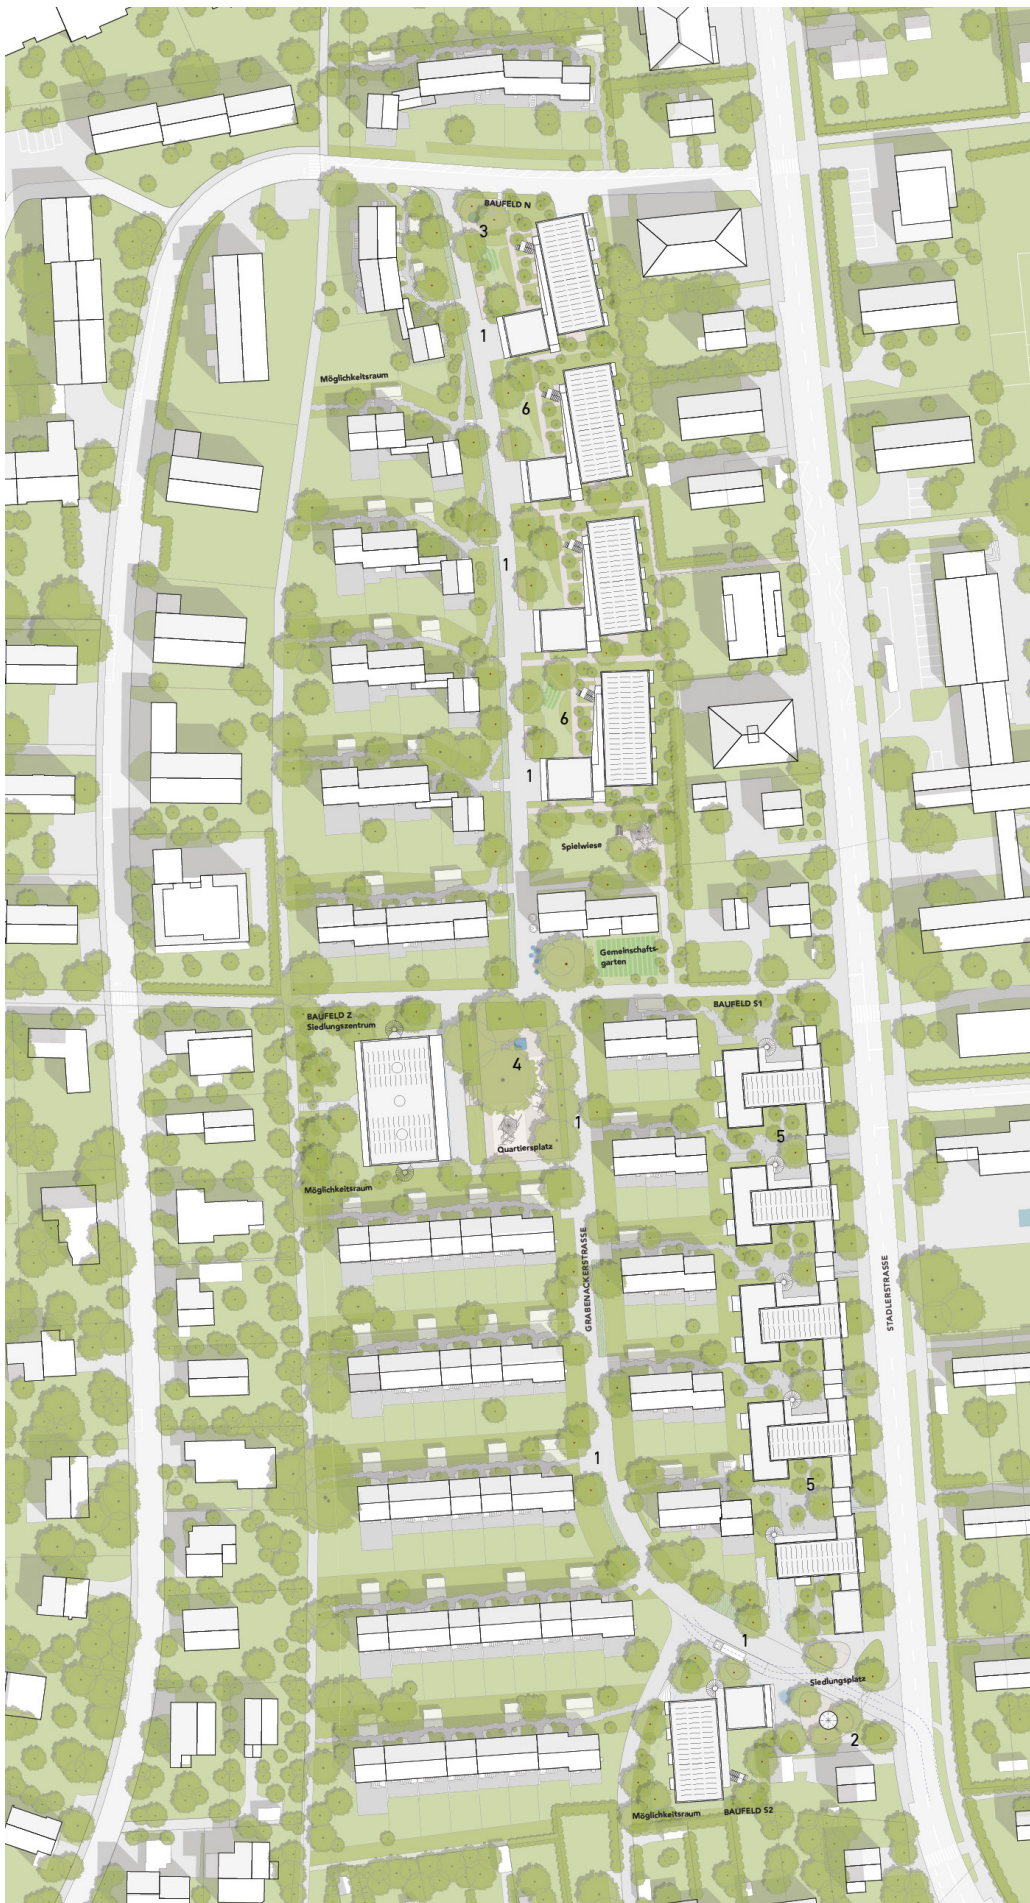 BAUFELD N
3
1
Möglichkeitsraum
6
1
6
1
Spielwiese
Gemeinschafts-
garten
BAUFELD Z
Siedlungszentrum
BAUFELD S1
4
1
5
Quartiersplatz
Möglichkeitsraum
GRABENACKERSTRASSE
STADLERSTRASSE
1
5
1
Siedlungsplatz
2
Möglichkeitsraum
BAUFELD S2